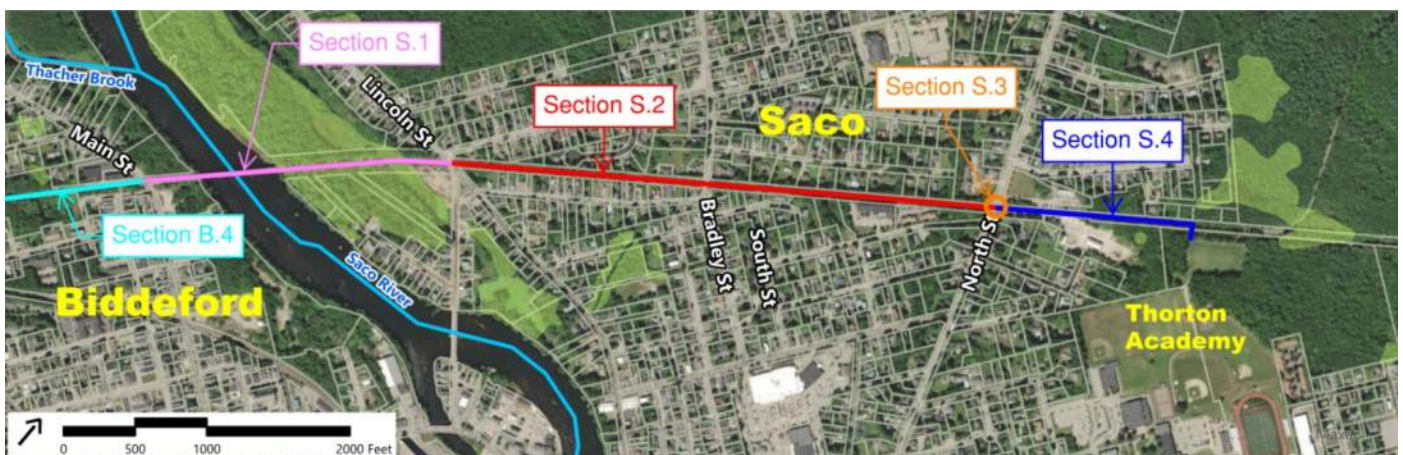 Section S.1
Thacher Brook
Main St
Lincoln St
Section S.2
Saco
Section S.3
Section S.4
Section B.4
Biddeford
Saco River
Bradley St
South St
North St
Thorton
Academy
0 500 1000 2000 Feet
Maxar